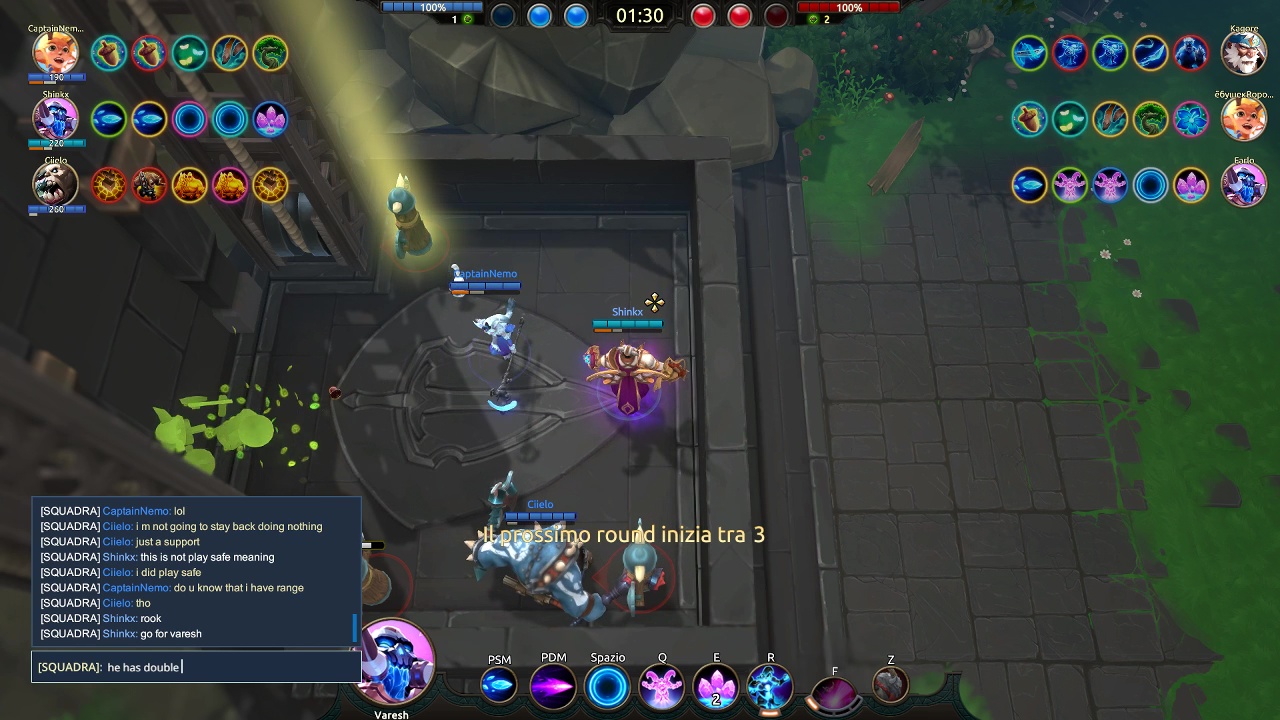 100%
1
01:30
100%
2
CaptainNem...
190
Shinkx
220
Ciielo
260
Kagore
ёбушекВоро...
Farlo
CaptainNemo
Shinkx
Ciielo
Il prossimo round inizia tra 3
[SQUADRA] CaptainNemo: lol
[SQUADRA] Ciielo: i m not going to stay back doing nothing
[SQUADRA] Ciielo: just a support
[SQUADRA] Shinkx: this is not play safe meaning
[SQUADRA] Ciielo: i did play safe
[SQUADRA] CaptainNemo: do u know that i have range
[SQUADRA] Ciielo: tho
[SQUADRA] Shinkx: rook
[SQUADRA] Shinkx: go for varesh
[SQUADRA]: he has double
Varesh
PSM
PDM
Spazio
Q
E
2
R
F
Z